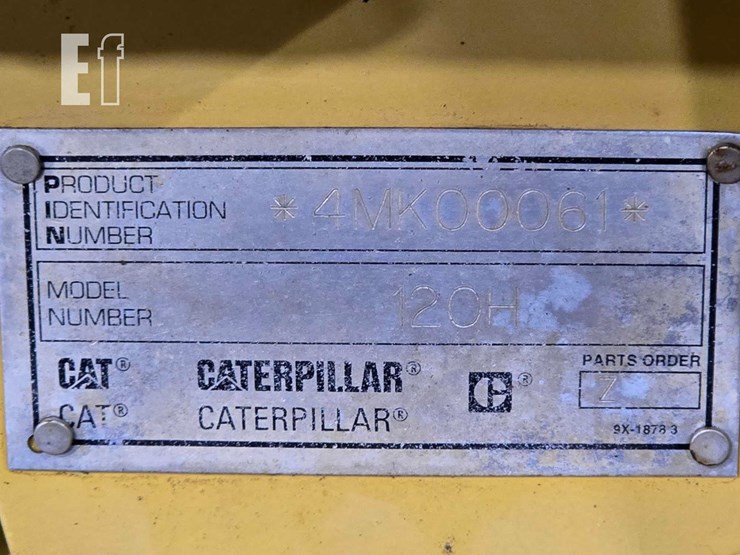 Ef
PRODUCT
IDENTIFICATION
NUMBER
*4MK00061*
MODEL
NUMBER
120H
CAT® CATERPILLAR® C®
CAT® CATERPILLAR®
PARTS ORDER
Z
9X-1878 3